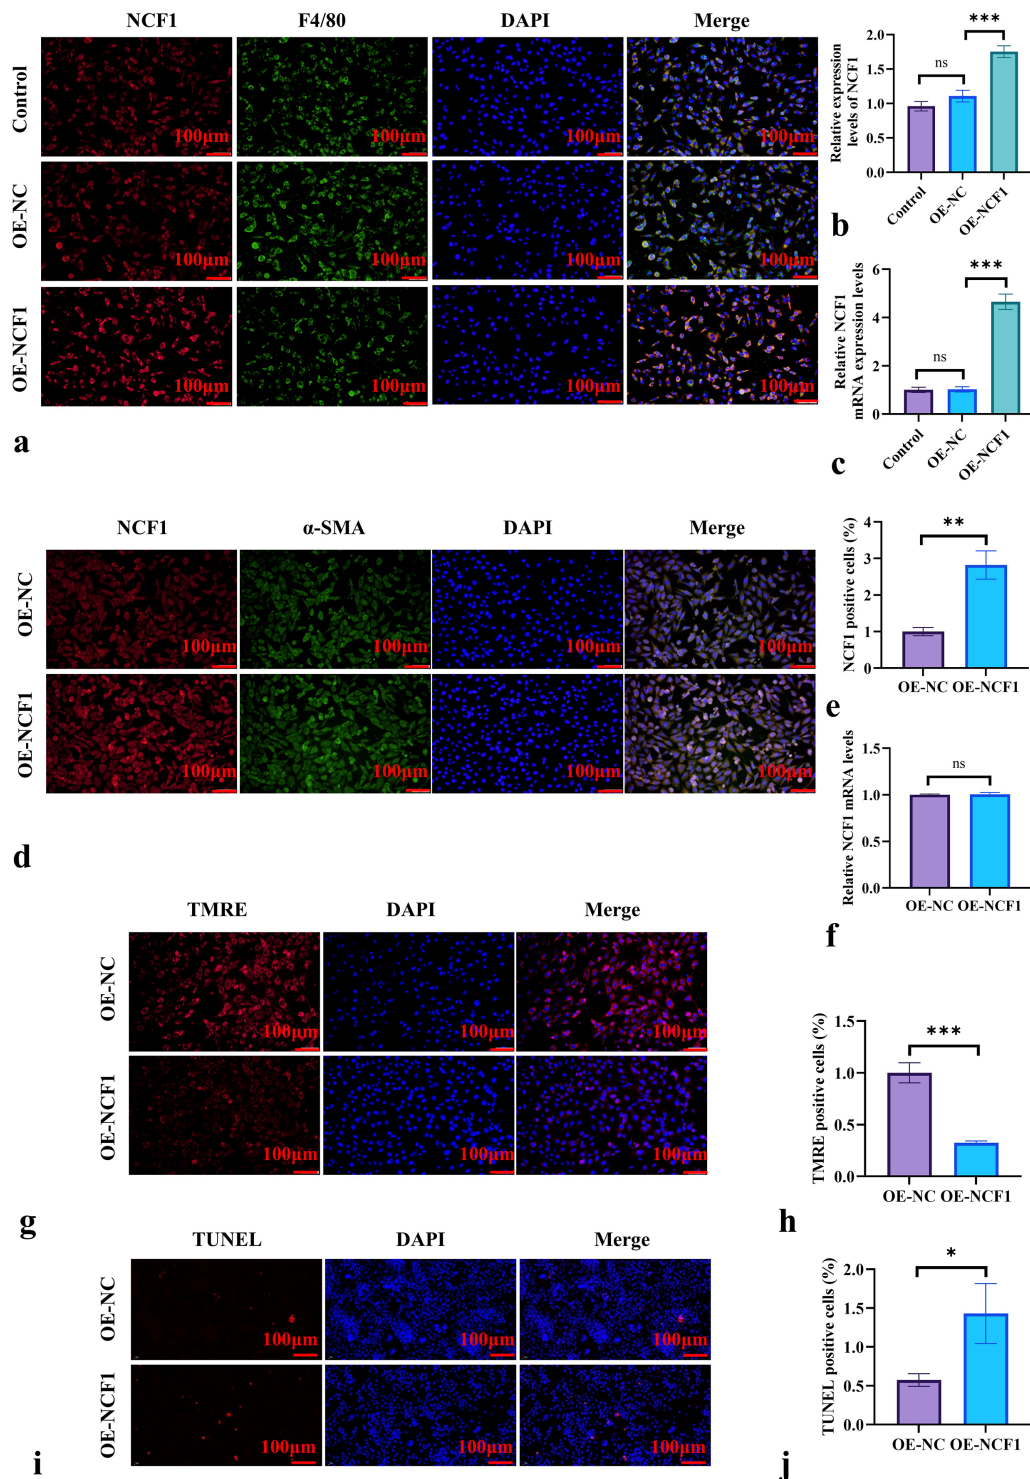 NCF1 F4/80 DAPI Merge
Control
100μm 100μm 100μm 100μm
OE-NC
100μm 100μm 100μm 100μm
OE-NCF1
100μm 100μm 100μm 100μm
a
Relative expression
levels of NCF1
2.0
1.5
1.0
0.5
0.0
ns
***
Control
OE-NC
OE-NCF1
b
Relative NCF1
mRNA expression levels
6
4
2
0
ns
***
Control
OE-NC
OE-NCF1
c
NCF1 α-SMA DAPI Merge
OE-NC
100μm 100μm 100μm 100μm
OE-NCF1
100μm 100μm 100μm 100μm
d
NCF1 positive cells (%)
4
3
2
1
0
**
OE-NC OE-NCF1
e
Relative NCF1 mRNA levels
1.5
1.0
0.5
0.0
ns
OE-NC OE-NCF1
f
TMRE DAPI Merge
OE-NC
100μm 100μm 100μm
OE-NCF1
100μm 100μm 100μm
g
TMRE positive cells (%)
1.5
1.0
0.5
0.0
***
OE-NC OE-NCF1
h
TUNEL DAPI Merge
OE-NC
100μm 100μm 100μm
OE-NCF1
100μm 100μm 100μm
i
TUNEL positive cells (%)
2.0
1.5
1.0
0.5
0.0
*
OE-NC OE-NCF1
j